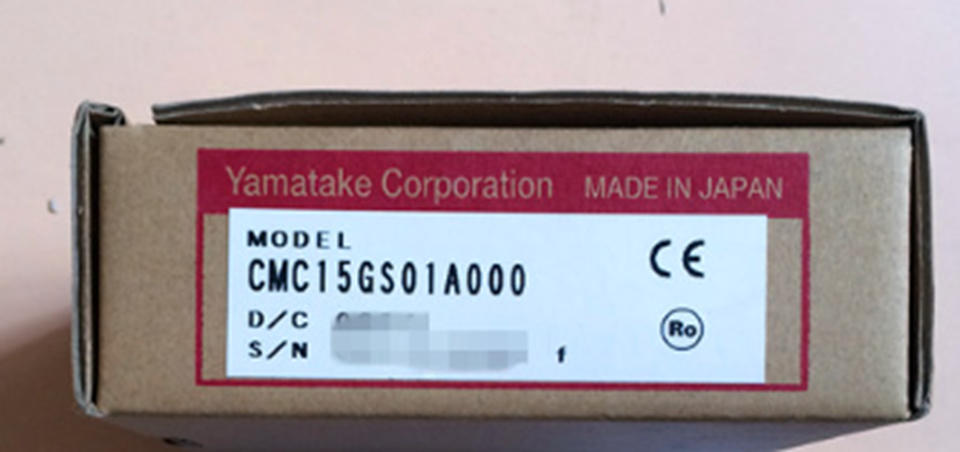 Yamatake Corporation MADE IN JAPAN
MODEL
CMC15GS01A000
CE
D/C
Ro
S/N f